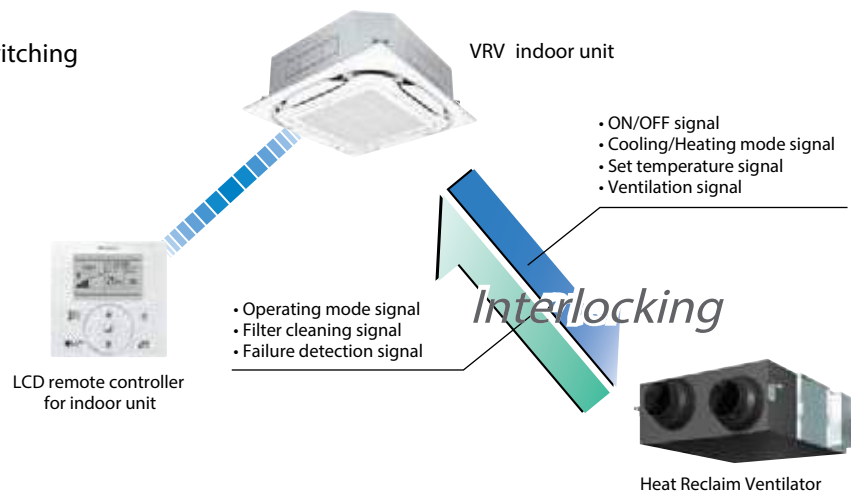 itching
VRV indoor unit
• ON/OFF signal
• Cooling/Heating mode signal
• Set temperature signal
• Ventilation signal
Interlocking
• Operating mode signal
• Filter cleaning signal
• Failure detection signal
LCD remote controller
for indoor unit
Heat Reclaim Ventilator